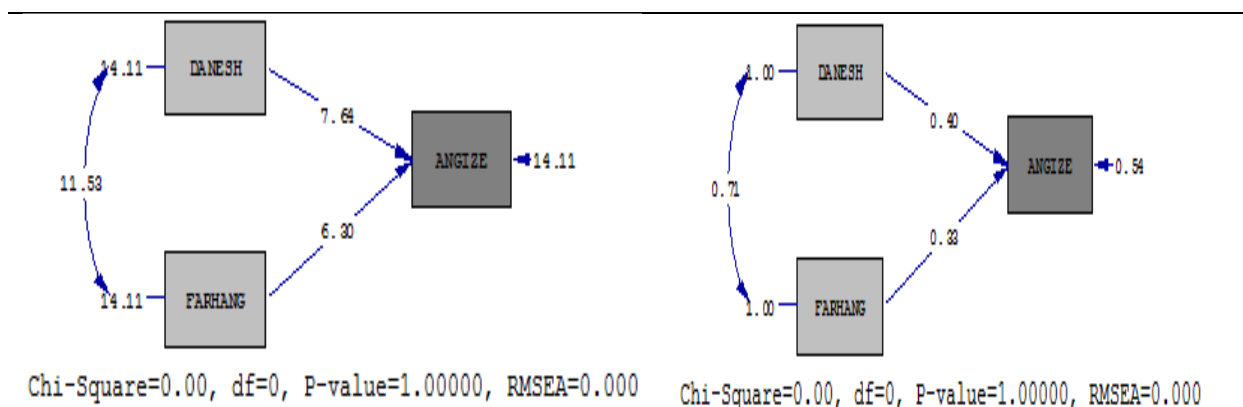 14.11
DANESH
7.64
ANGIZE
14.11
11.53
6.30
14.11
FARHANG
Chi-Square=0.00, df=0, P-value=1.00000, RMSEA=0.000
1.00
DANESH
0.40
ANGIZE
0.54
0.71
0.33
1.00
FARHANG
Chi-Square=0.00, df=0, P-value=1.00000, RMSEA=0.000